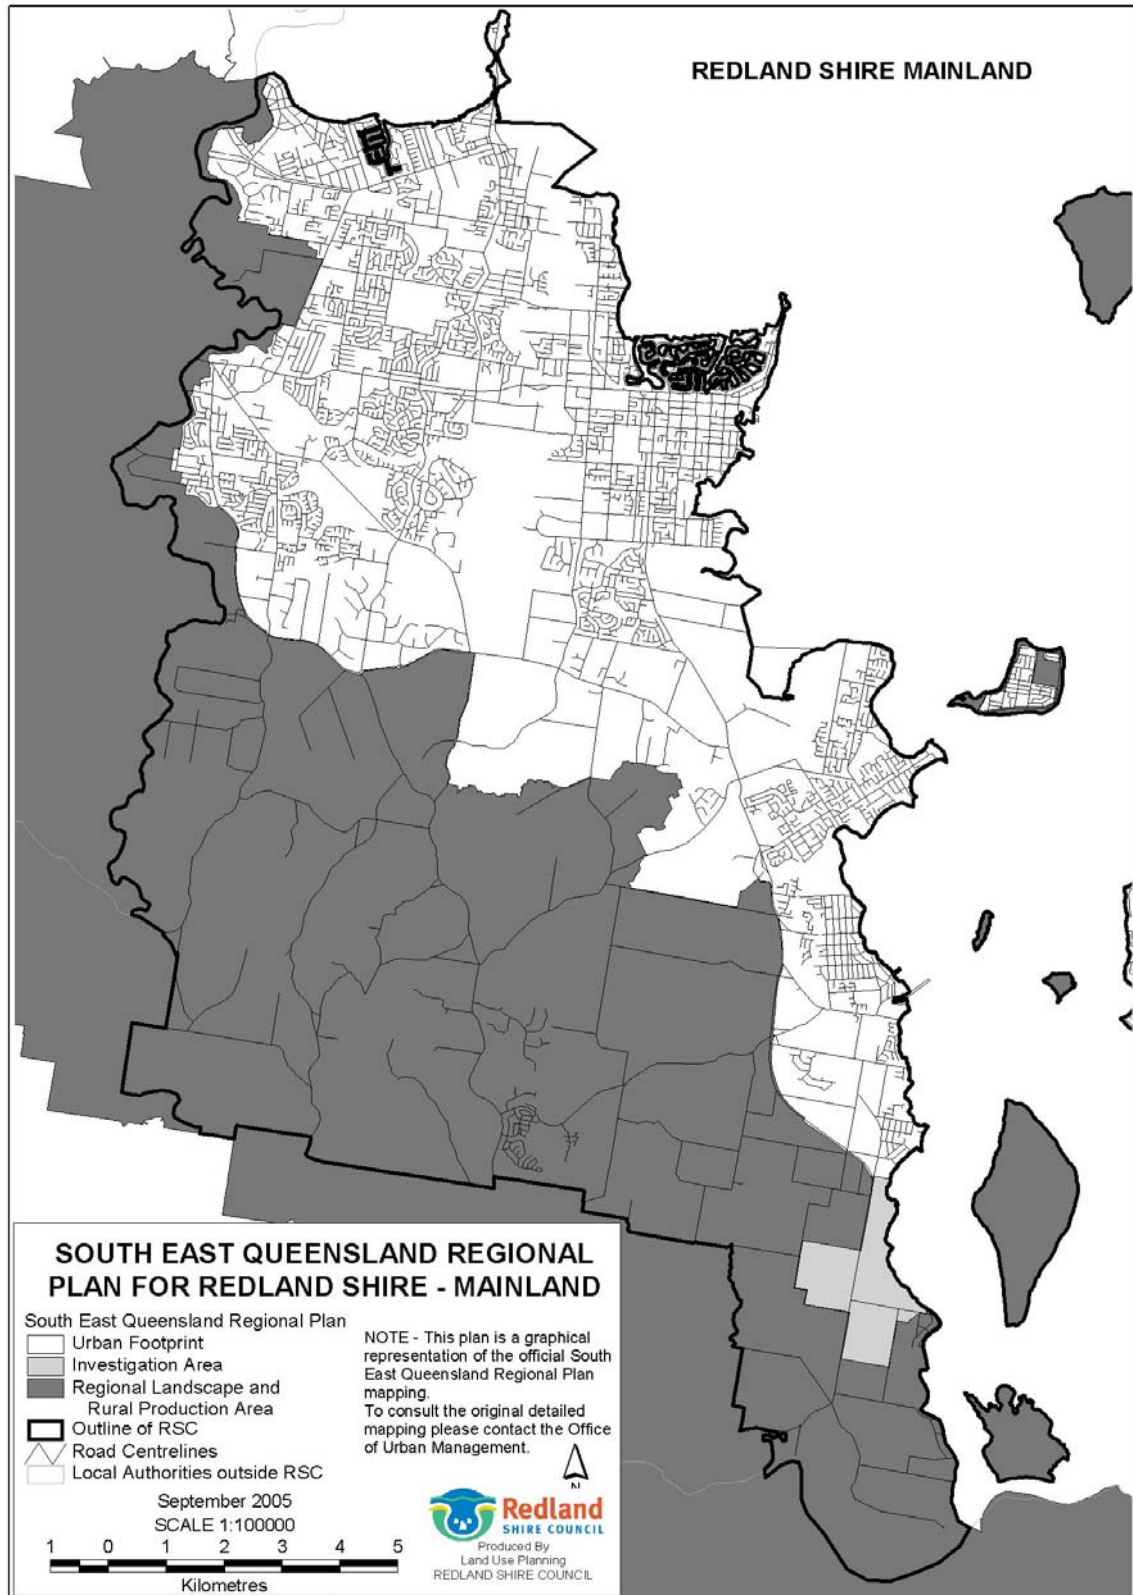 REDLAND SHIRE MAINLAND
SOUTH EAST QUEENSLAND REGIONAL
PLAN FOR REDLAND SHIRE - MAINLAND
South East Queensland Regional Plan
Urban Footprint
Investigation Area
Regional Landscape and
Rural Production Area
Outline of RSC
Road Centrelines
Local Authorities outside RSC
NOTE - This plan is a graphical
representation of the official South
East Queensland Regional Plan
mapping.
To consult the original detailed
mapping please contact the Office
of Urban Management.
N
September 2005
SCALE 1:100000
1 0 1 2 3 4 5
Kilometres
Redland
SHIRE COUNCIL
Produced By
Land Use Planning
REDLAND SHIRE COUNCIL